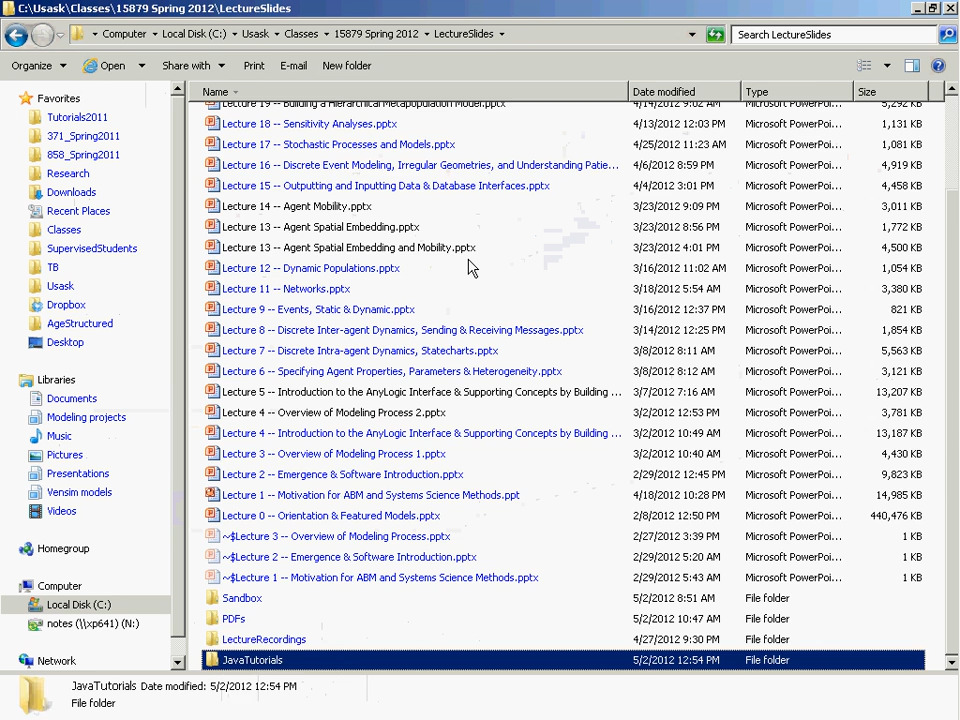 C:\Usask\Classes\15879 Spring 2012\LectureSlides
Computer Local Disk (C:) Usask Classes 15879 Spring 2012 LectureSlides Search LectureSlides
Organize Open Share with Print E-mail New folder
Name Date modified Type Size
Favorites
Tutorials2011
371_Spring2011
858_Spring2011
Research
Downloads
Recent Places
Classes
SupervisedStudents
TB
Usask
Dropbox
AgeStructured
Desktop
Libraries
Documents
Modeling projects
Music
Pictures
Presentations
Vensim models
Videos
Homegroup
Computer
Local Disk (C:)
notes (\\xp641) (N:)
Network
Lecture 19 -- Building a Hierarchical Metapopulation Model.pptx 4/14/2012 9:02 AM Microsoft PowerPoi... 5,292 KB
Lecture 18 -- Sensitivity Analyses.pptx 4/13/2012 12:03 PM Microsoft PowerPoi... 1,131 KB
Lecture 17 -- Stochastic Processes and Models.pptx 4/25/2012 11:23 AM Microsoft PowerPoi... 1,081 KB
Lecture 16 -- Discrete Event Modeling, Irregular Geometries, and Understanding Patie... 4/6/2012 8:59 PM Microsoft PowerPoi... 4,919 KB
Lecture 15 -- Outputting and Inputting Data & Database Interfaces.pptx 4/4/2012 3:01 PM Microsoft PowerPoi... 4,458 KB
Lecture 14 -- Agent Mobility.pptx 3/23/2012 9:09 PM Microsoft PowerPoi... 3,011 KB
Lecture 13 -- Agent Spatial Embedding.pptx 3/23/2012 8:56 PM Microsoft PowerPoi... 1,772 KB
Lecture 13 -- Agent Spatial Embedding and Mobility.pptx 3/23/2012 4:01 PM Microsoft PowerPoi... 4,500 KB
Lecture 12 -- Dynamic Populations.pptx 3/16/2012 11:02 AM Microsoft PowerPoi... 1,054 KB
Lecture 11 -- Networks.pptx 3/18/2012 5:54 AM Microsoft PowerPoi... 3,380 KB
Lecture 9 -- Events, Static & Dynamic.pptx 3/16/2012 12:37 PM Microsoft PowerPoi... 821 KB
Lecture 8 -- Discrete Inter-agent Dynamics, Sending & Receiving Messages.pptx 3/14/2012 12:25 PM Microsoft PowerPoi... 1,854 KB
Lecture 7 -- Discrete Intra-agent Dynamics, Statecharts.pptx 3/8/2012 8:11 AM Microsoft PowerPoi... 5,563 KB
Lecture 6 -- Specifying Agent Properties, Parameters & Heterogeneity.pptx 3/8/2012 8:12 AM Microsoft PowerPoi... 3,121 KB
Lecture 5 -- Introduction to the AnyLogic Interface & Supporting Concepts by Building ... 3/7/2012 7:16 AM Microsoft PowerPoi... 13,207 KB
Lecture 4 -- Overview of Modeling Process 2.pptx 3/2/2012 12:53 PM Microsoft PowerPoi... 3,781 KB
Lecture 4 -- Introduction to the AnyLogic Interface & Supporting Concepts by Building ... 3/2/2012 10:49 AM Microsoft PowerPoi... 13,187 KB
Lecture 3 -- Overview of Modeling Process 1.pptx 3/2/2012 10:40 AM Microsoft PowerPoi... 4,430 KB
Lecture 2 -- Emergence & Software Introduction.pptx 2/29/2012 12:45 PM Microsoft PowerPoi... 9,823 KB
Lecture 1 -- Motivation for ABM and Systems Science Methods.ppt 4/18/2012 10:28 PM Microsoft PowerPoi... 14,985 KB
Lecture 0 -- Orientation & Featured Models.pptx 2/8/2012 12:50 PM Microsoft PowerPoi... 440,476 KB
~$Lecture 3 -- Overview of Modeling Process.pptx 2/27/2012 3:39 PM Microsoft PowerPoi... 1 KB
~$Lecture 2 -- Emergence & Software Introduction.pptx 2/29/2012 5:20 AM Microsoft PowerPoi... 1 KB
~$Lecture 1 -- Motivation for ABM and Systems Science Methods.pptx 2/29/2012 5:43 AM Microsoft PowerPoi... 1 KB
Sandbox 5/2/2012 8:51 AM File folder
PDFs 5/2/2012 10:47 AM File folder
LectureRecordings 4/27/2012 9:30 PM File folder
JavaTutorials 5/2/2012 12:54 PM File folder
JavaTutorials Date modified: 5/2/2012 12:54 PM
File folder